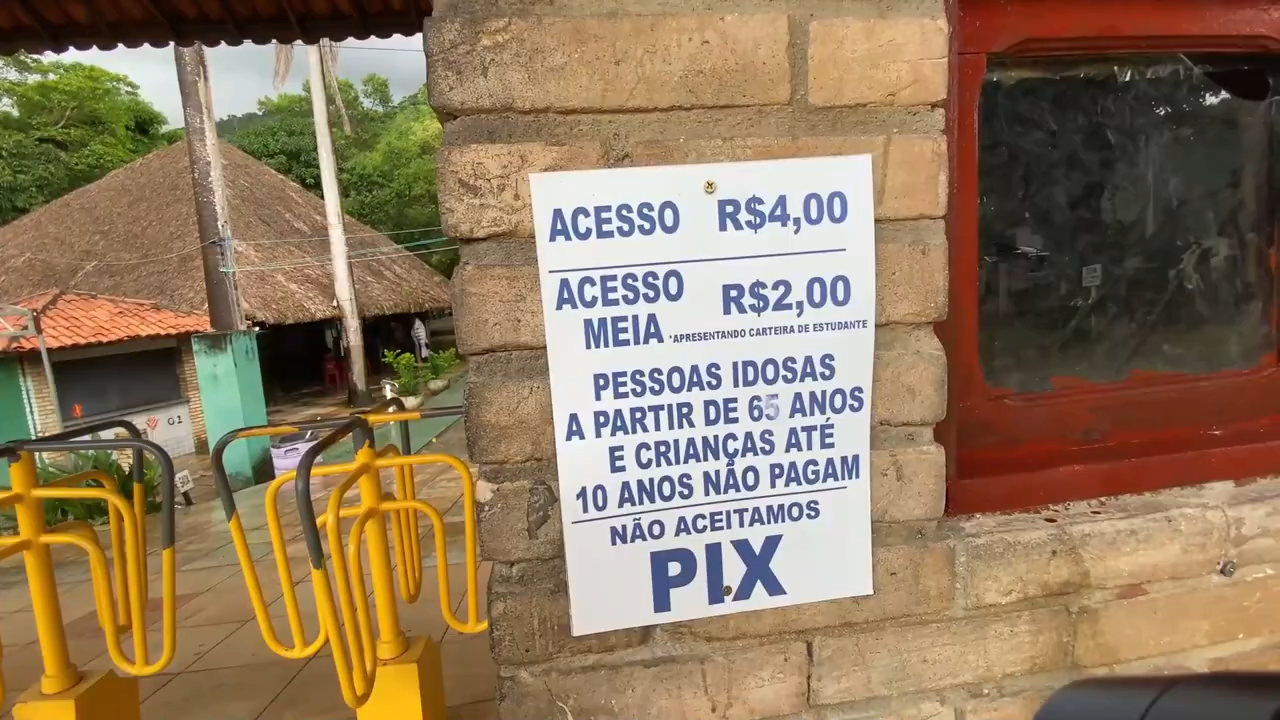 ACESSO R$4,00
ACESSO MEIA R$2,00
*APRESENTANDO CARTEIRA DE ESTUDANTE
PESSOAS IDOSAS
A PARTIR DE 65 ANOS
E CRIANÇAS ATÉ
10 ANOS NÃO PAGAM
NÃO ACEITAMOS
PIX